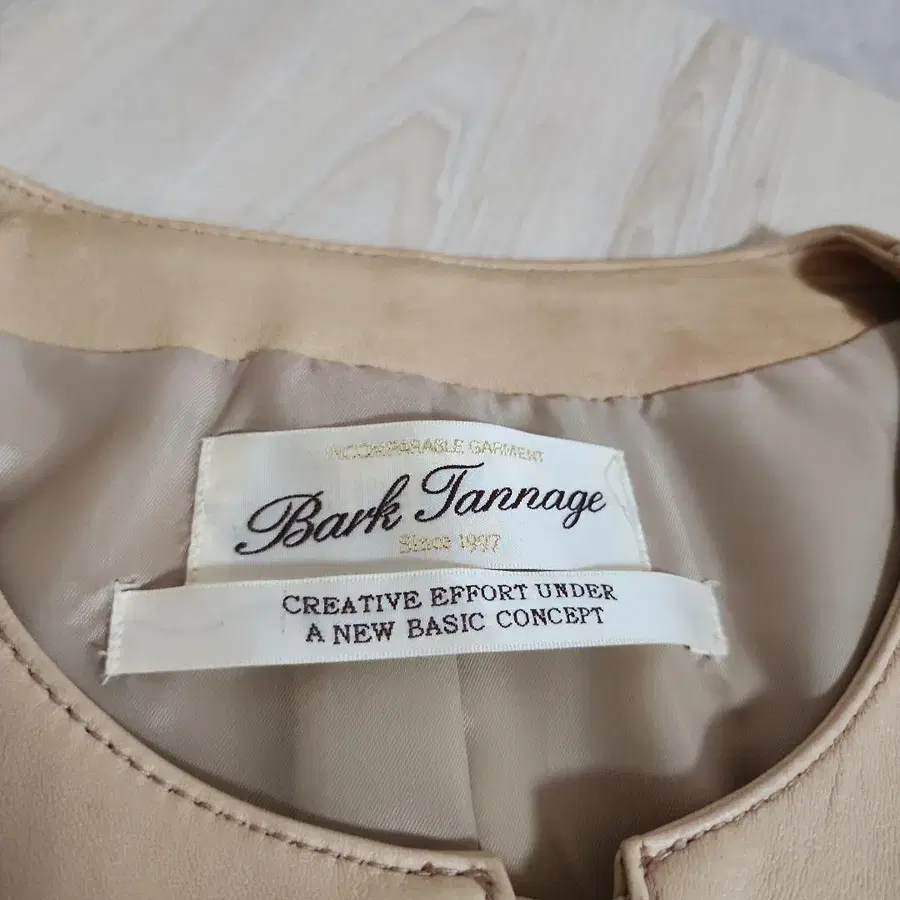 INCOMPARABLE GARMENT
Bark Tannage
Since 1997
CREATIVE EFFORT UNDER
A NEW BASIC CONCEPT